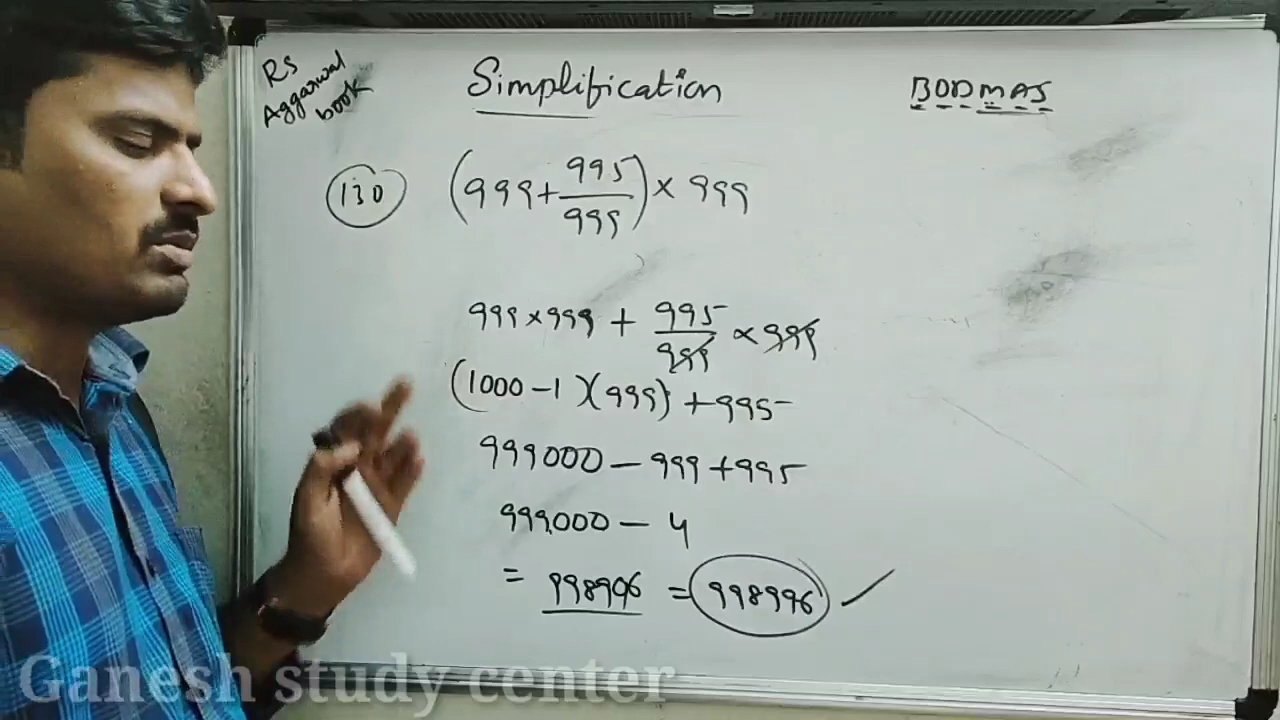 RS
Aggarwal
book
Simplification
BODMAS
130 (999 + 995/999) × 999
999 × 999 + 995/999 × 999
(1000 - 1)(999) + 995
999000 - 999 + 995
999000 - 4
= 998996 = 998996 ✓
Ganesh study center